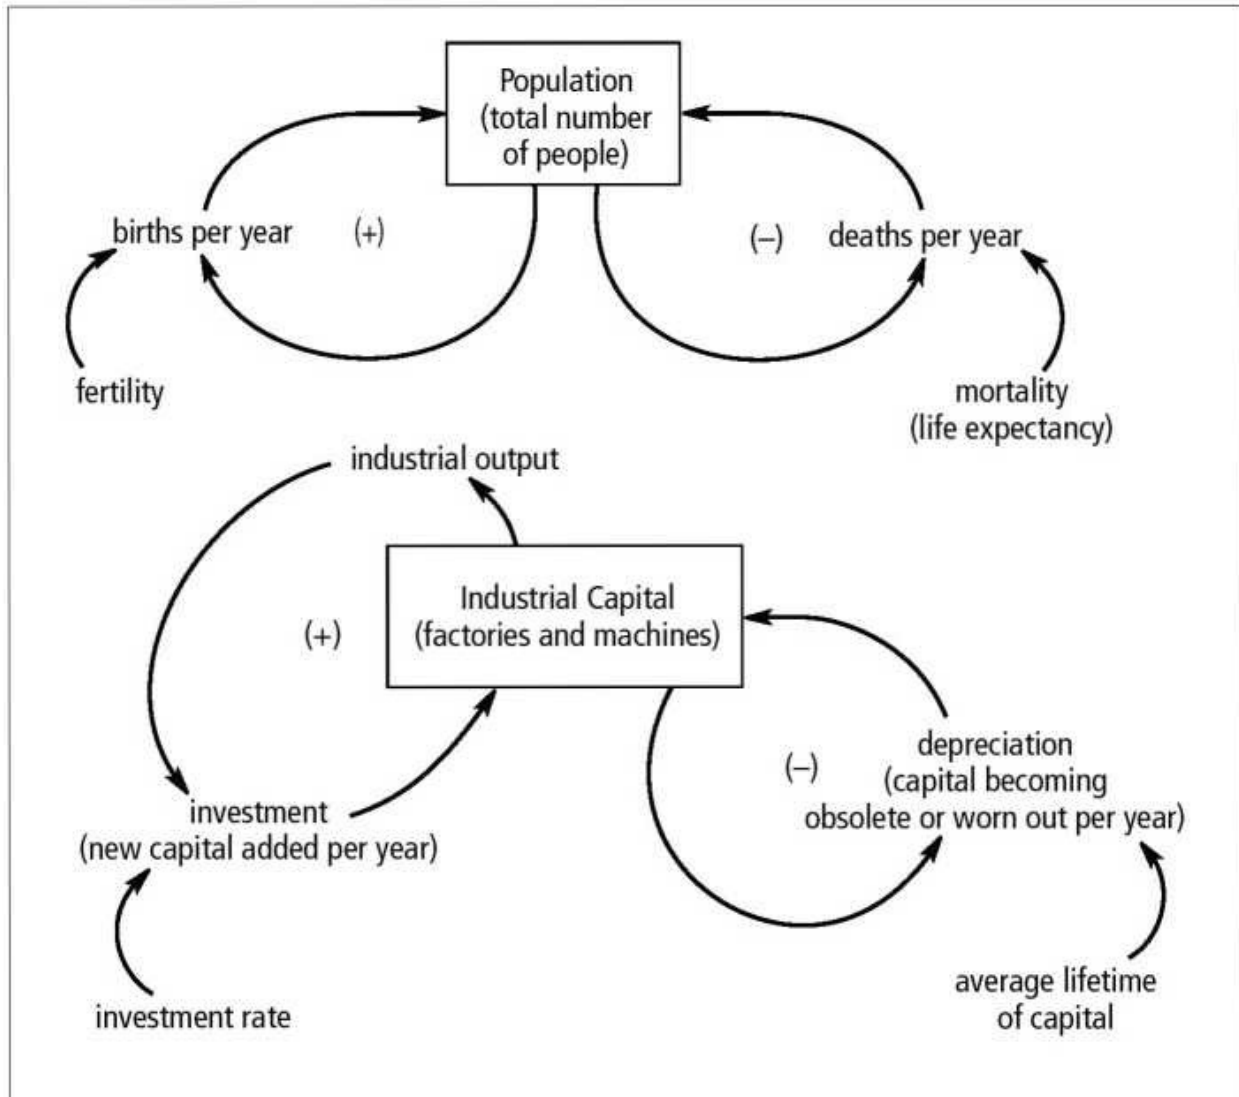 Population
(total number
of people)
births per year
(+)
(–)
deaths per year
fertility
mortality
(life expectancy)
industrial output
Industrial Capital
(factories and machines)
(+)
depreciation
(capital becoming
obsolete or worn out per year)
(–)
investment
(new capital added per year)
investment rate
average lifetime
of capital